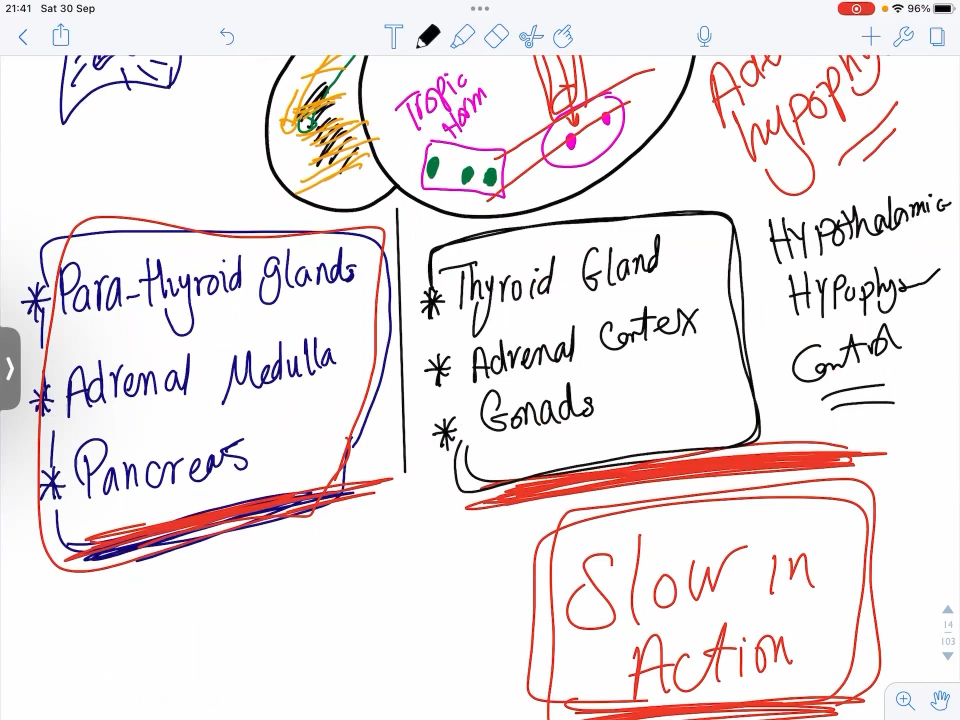 21:41 Sat 30 Sep
96%
T
Tropic
Horm
hypophy
* Para-thyroid glands
* Adrenal Medulla
* Pancreas
* Thyroid Gland
* Adrenal Cortex
* Gonads
Hypothalamic
Hypophys
Control
Slow in
Action
14
103